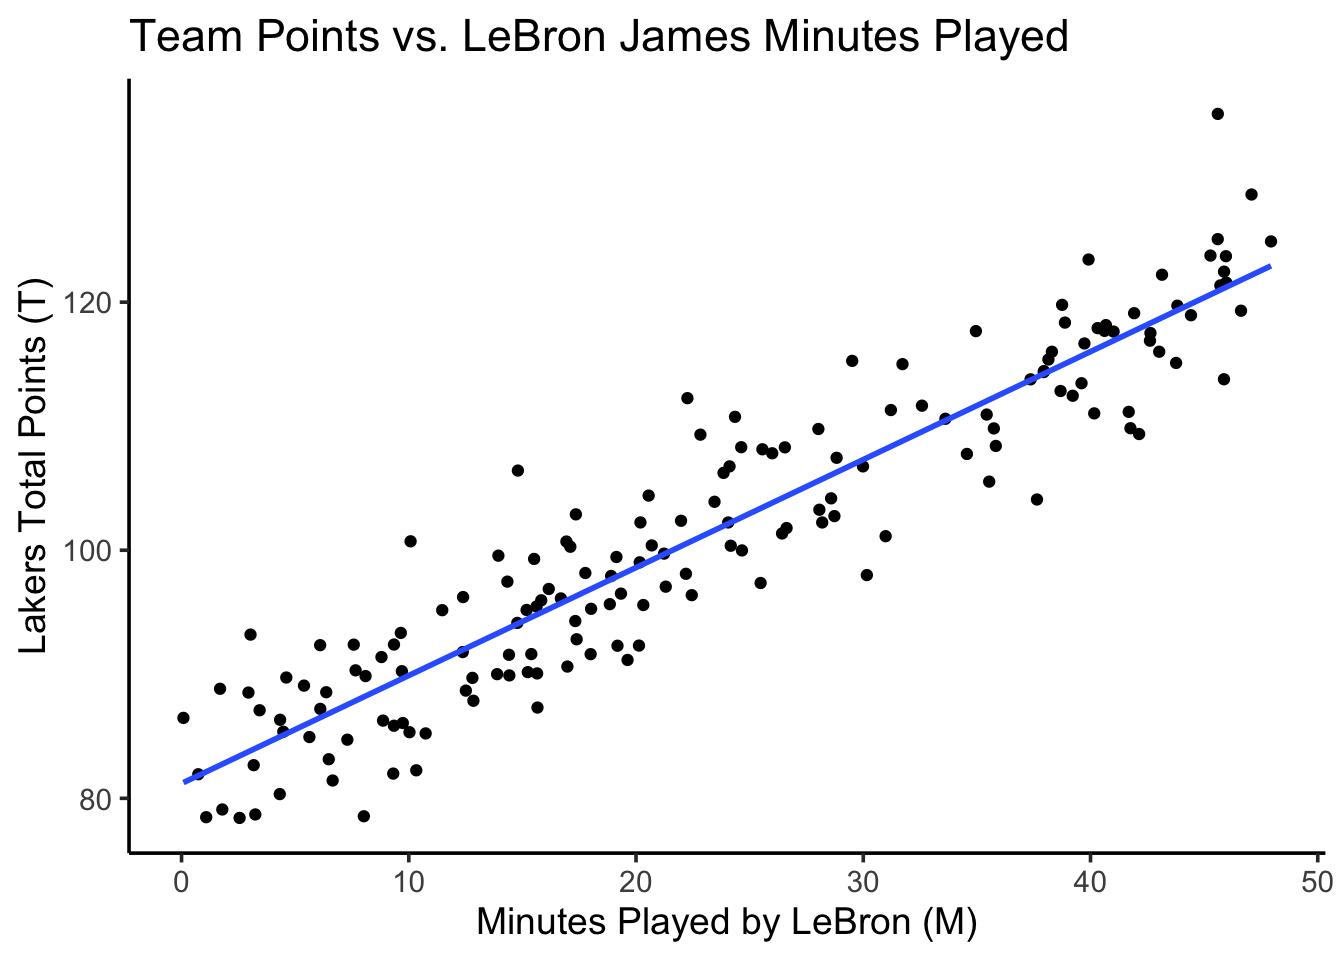 Team Points vs. LeBron James Minutes Played
Lakers Total Points (T)
120
100
80
0 10 20 30 40 50
Minutes Played by LeBron (M)